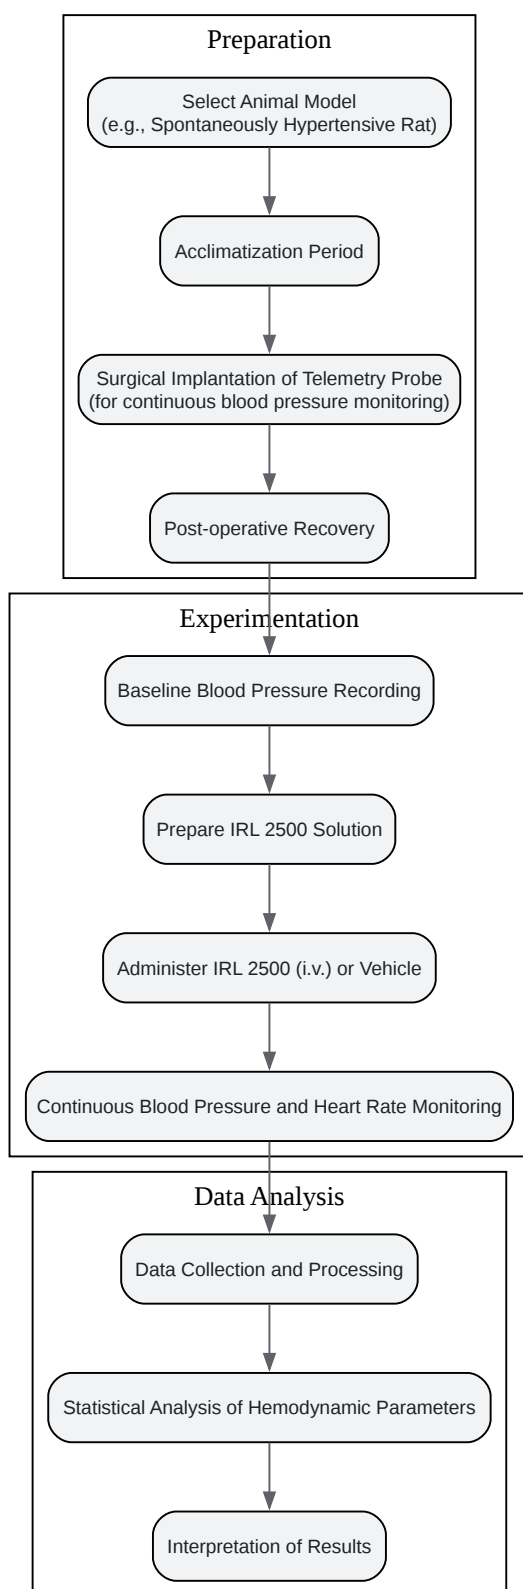 Preparation
Select Animal Model
(e.g., Spontaneously Hypertensive Rat)
Acclimatization Period
Surgical Implantation of Telemetry Probe
(for continuous blood pressure monitoring)
Post-operative Recovery
Experimentation
Baseline Blood Pressure Recording
Prepare IRL 2500 Solution
Administer IRL 2500 (i.v.) or Vehicle
Continuous Blood Pressure and Heart Rate Monitoring
Data Analysis
Data Collection and Processing
Statistical Analysis of Hemodynamic Parameters
Interpretation of Results